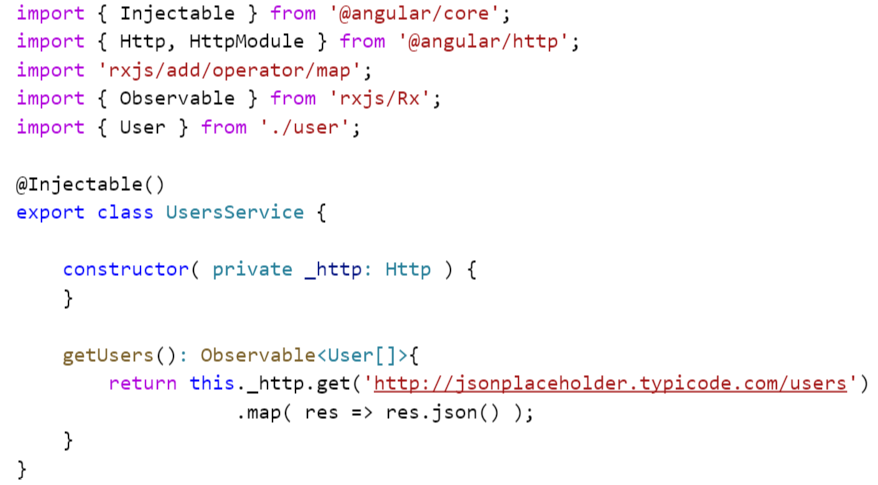 import { Injectable } from '@angular/core';
import { Http, HttpModule } from '@angular/http';
import 'rxjs/add/operator/map';
import { Observable } from 'rxjs/Rx';
import { User } from './user';
@Injectable()
export class UsersService {
constructor( private _http: Http ) {
}
getUsers(): Observable<User[]>{
return this._http.get('http://jsonplaceholder.typicode.com/users')
.map( res => res.json() );
}
}